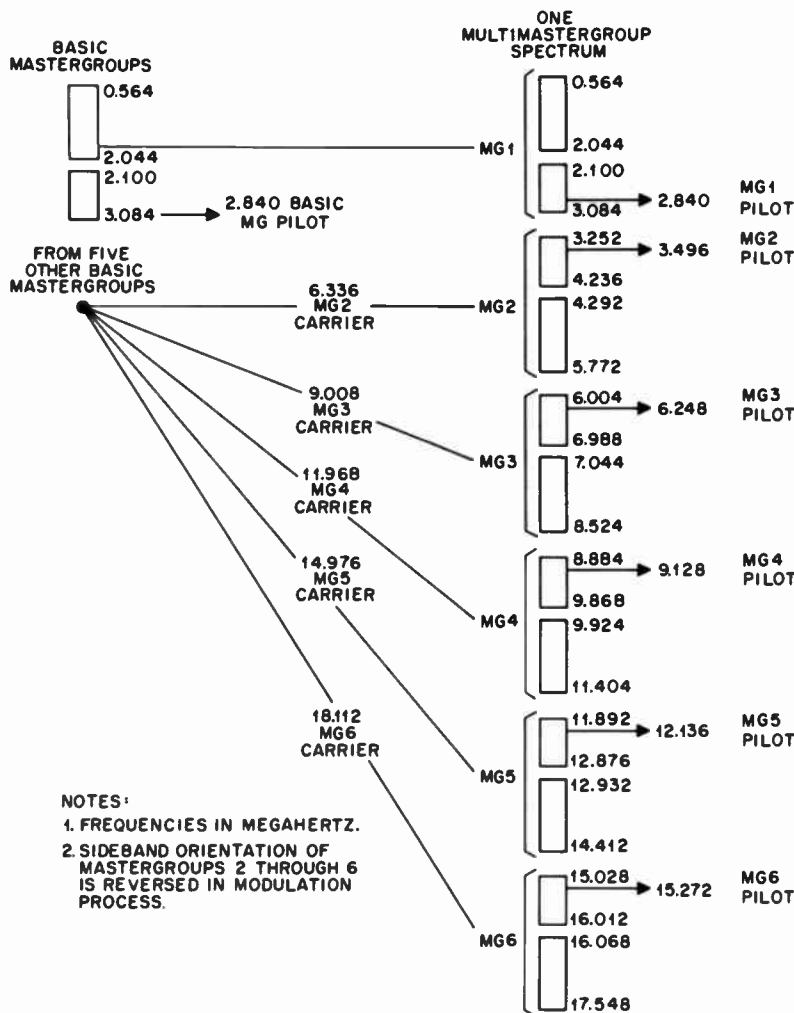 ONE
MULTIMASTERGROUP
SPECTRUM
BASIC
MASTERGROUPS
0.564
2.044
2.100
3.084
2.840 BASIC
MG PILOT
MG1
0.564
2.044
2.100
3.084
2.840
MG1
PILOT
FROM FIVE
OTHER BASIC
MASTERGROUPS
6.336
MG2
CARRIER
MG2
3.252
4.236
4.292
5.772
3.496
MG2
PILOT
9.008
MG3
CARRIER
MG3
6.004
6.988
7.044
8.524
6.248
MG3
PILOT
11.968
MG4
CARRIER
MG4
8.884
9.868
9.924
11.404
9.128
MG4
PILOT
14.976
MG5
CARRIER
MG5
11.892
12.876
12.932
14.412
12.136
MG5
PILOT
18.112
MG6
CARRIER
MG6
15.028
16.012
16.068
17.548
15.272
MG6
PILOT
NOTES:
1. FREQUENCIES IN MEGAHERTZ.
2. SIDEBAND ORIENTATION OF
MASTERGROUPS 2 THROUGH 6
IS REVERSED IN MODULATION
PROCESS.